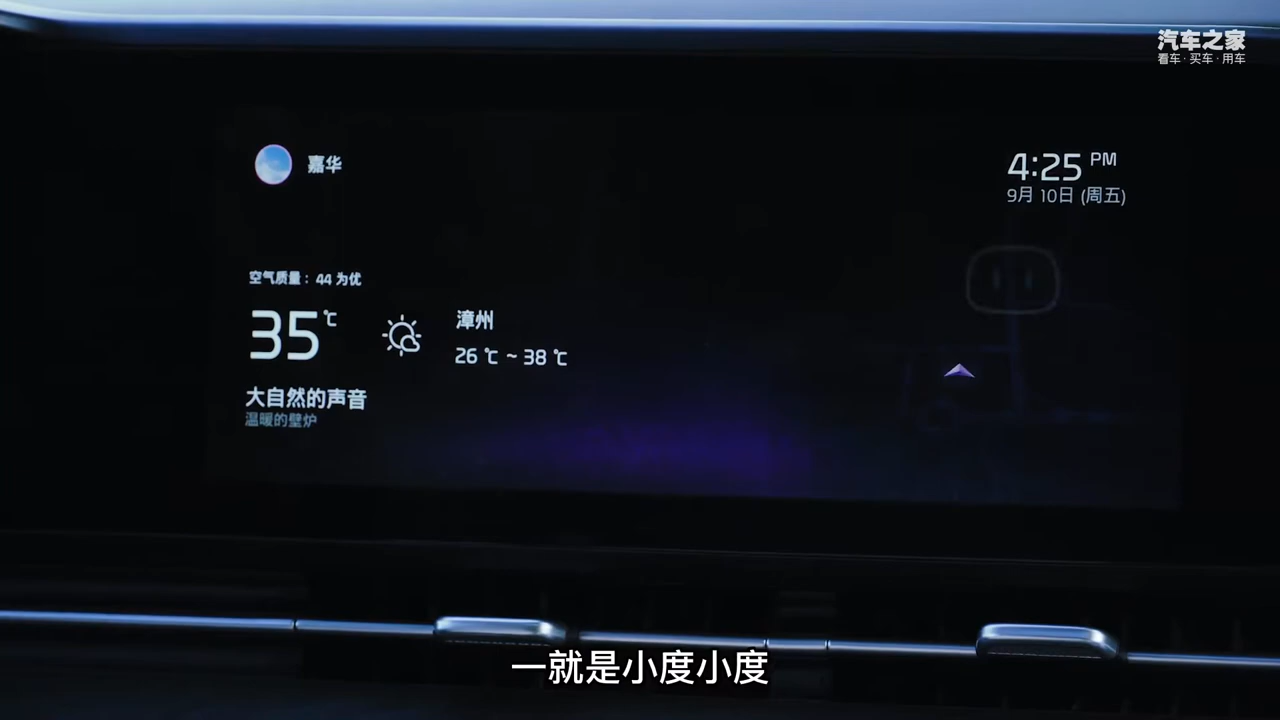 汽车之家
看车·买车·用车
嘉华
4:25 PM
9月 10日 (周五)
空气质量：44 为优
35℃
漳州
26 ℃ ~ 38 ℃
大自然的声音
温暖的壁炉
一就是小度小度